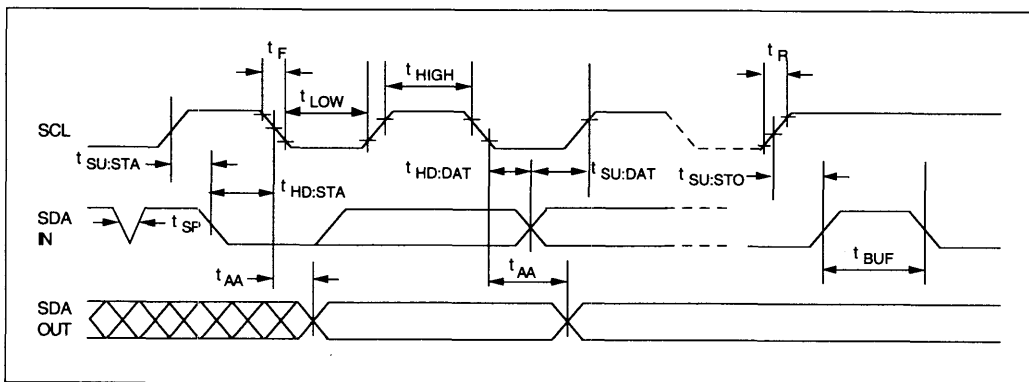 t F
t R
t HIGH
t LOW
SCL
t SU:STA
t HD:STA
t HD:DAT
t SU:DAT
t SU:STO
SDA
IN
t SP
t BUF
t AA
t AA
SDA
OUT